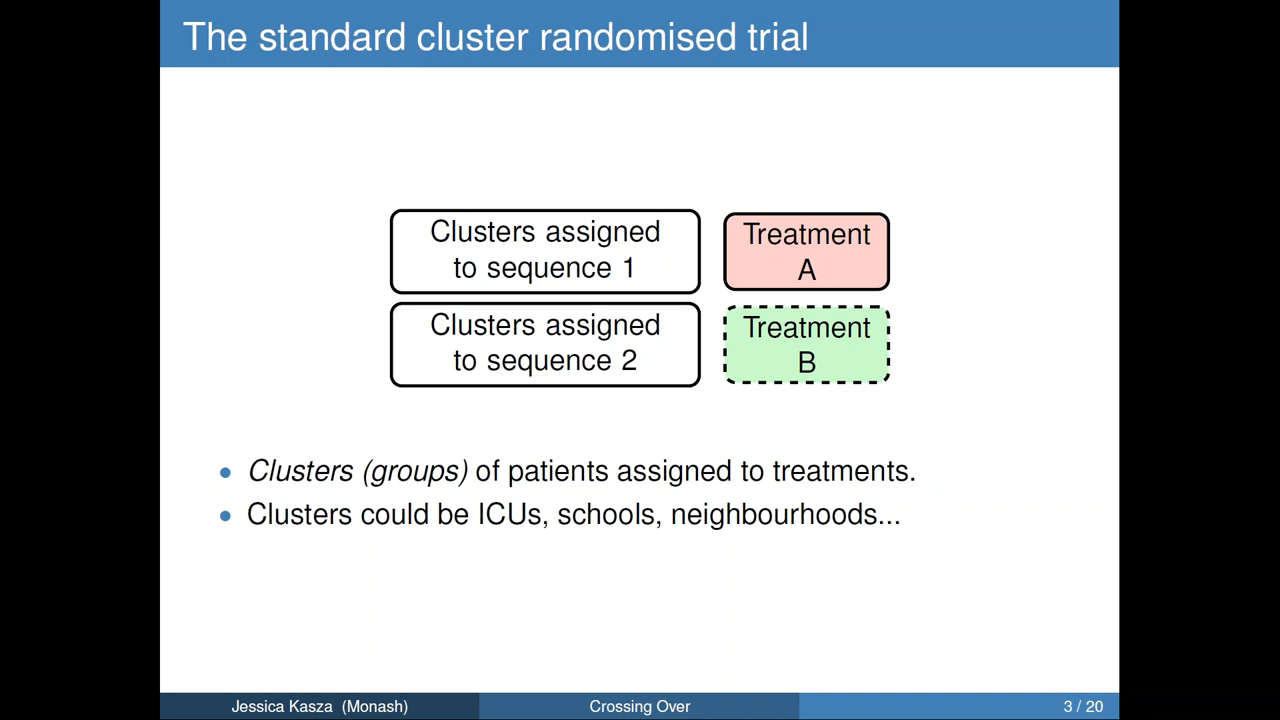 The standard cluster randomised trial
Clusters assigned
to sequence 1
Treatment
A
Clusters assigned
to sequence 2
Treatment
B
• Clusters (groups) of patients assigned to treatments.
• Clusters could be ICUs, schools, neighbourhoods...
Jessica Kasza (Monash)
Crossing Over
3 / 20